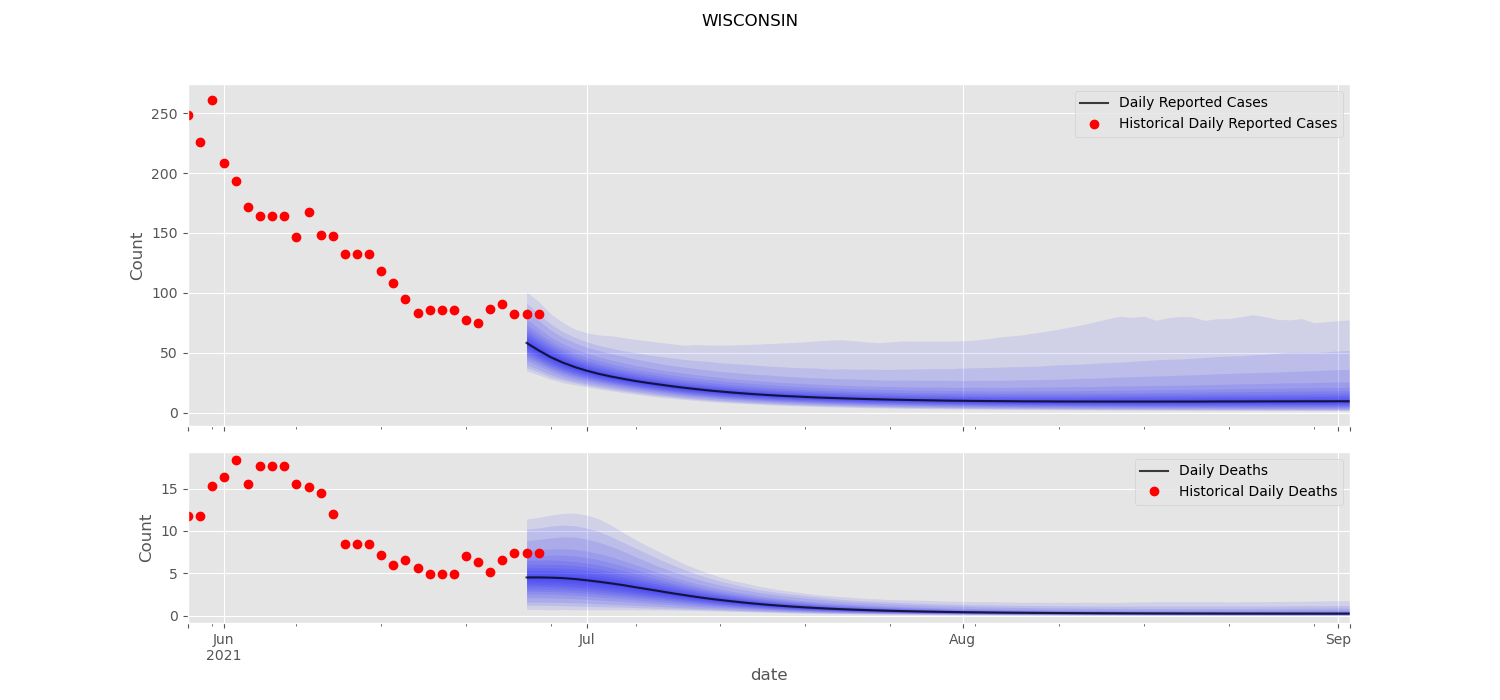 WISCONSIN
250
200
150
100
50
0
Count
Daily Reported Cases
Historical Daily Reported Cases
15
10
5
0
Count
Daily Deaths
Historical Daily Deaths
Jun
2021
Jul
Aug
Sep
date